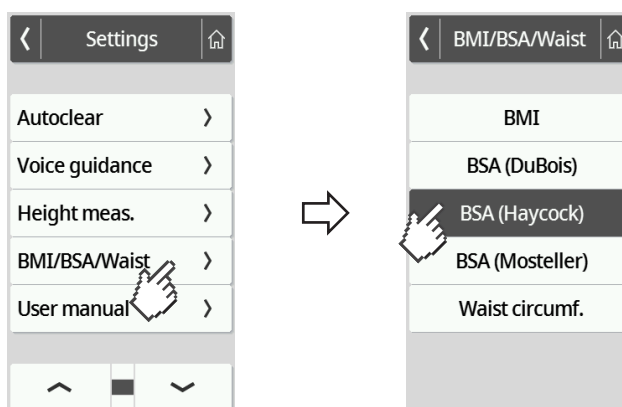 Settings
Autoclear
Voice guidance
Height meas.
BMI/BSA/Waist
User manual
BMI/BSA/Waist
BMI
BSA (DuBois)
BSA (Haycock)
BSA (Mosteller)
Waist circumf.